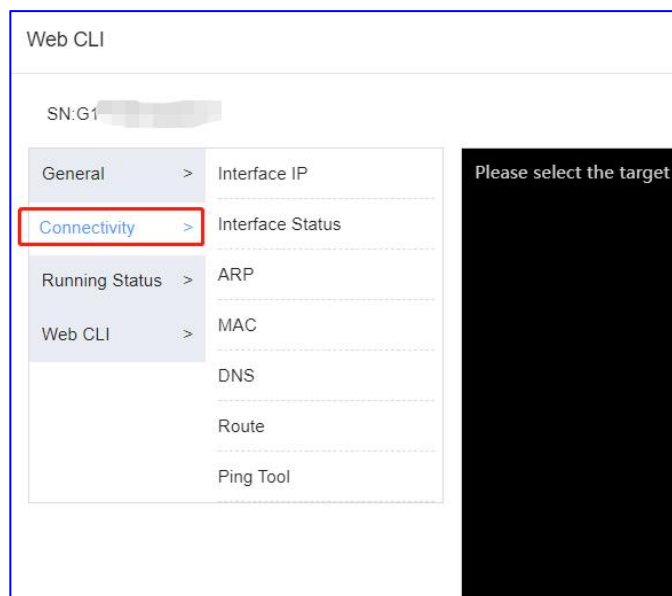 Web CLI
SN:G1
General >
Connectivity >
Running Status >
Web CLI >
Interface IP
Interface Status
ARP
MAC
DNS
Route
Ping Tool
Please select the target